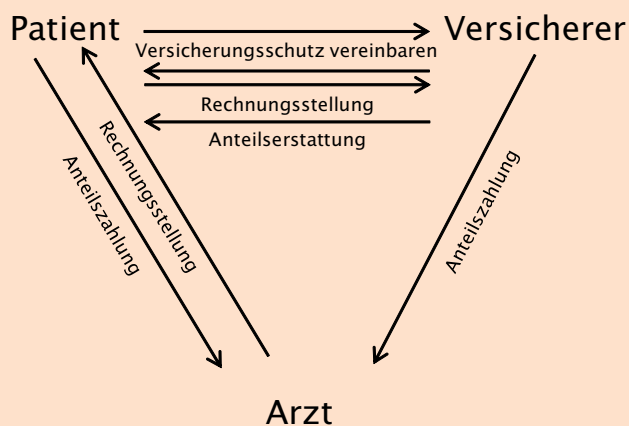 Patient
Versicherer
Versicherungsschutz vereinbaren
Rechnungsstellung
Anteilserstattung
Anteilszahlung
Rechnungsstellung
Anteilszahlung
Arzt